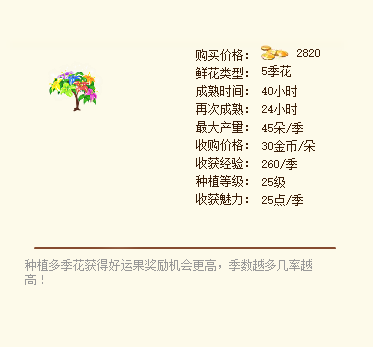 购买价格： 2820
鲜花类型： 5季花
成熟时间： 40小时
再次成熟： 24小时
最大产量： 45朵/季
收购价格： 30金币/朵
收获经验： 260/季
种植等级： 25级
收获魅力： 25点/季
种植多季花获得好运果奖励机会更高，季数越多几率越
高！